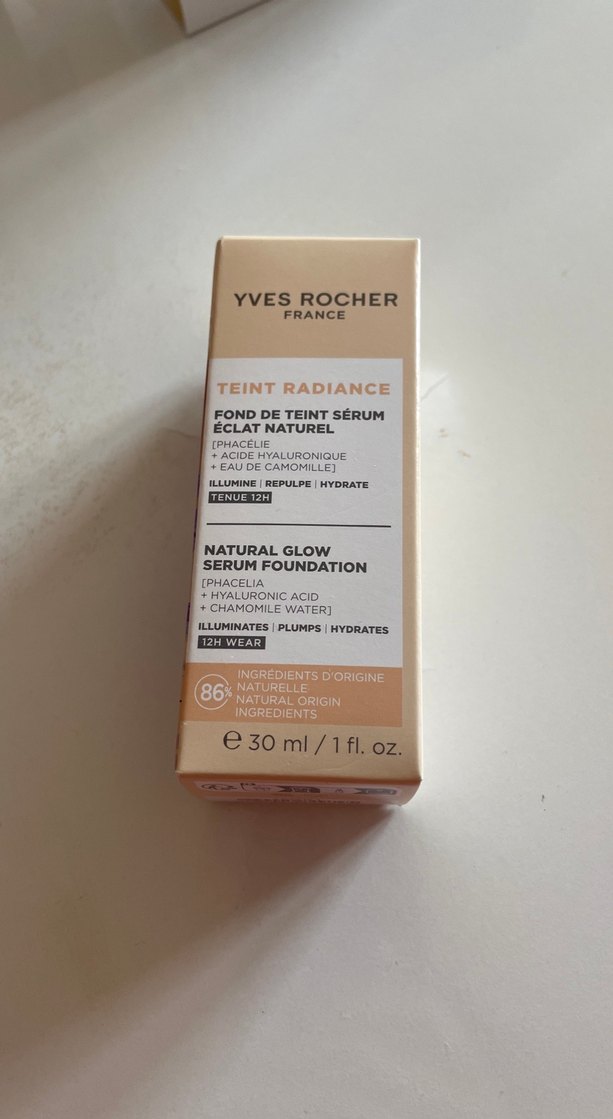 YVES ROCHER
FRANCE
TEINT RADIANCE
FOND DE TEINT SÉRUM
ÉCLAT NATUREL
[PHACÉLIE
+ ACIDE HYALURONIQUE
+ EAU DE CAMOMILLE]
ILLUMINE | REPULPE | HYDRATE
TENUE 12H
NATURAL GLOW
SERUM FOUNDATION
[PHACELIA
+ HYALURONIC ACID
+ CHAMOMILE WATER]
ILLUMINATES | PLUMPS | HYDRATES
12H WEAR
86%
INGRÉDIENTS D'ORIGINE
NATURELLE
NATURAL ORIGIN
INGREDIENTS
℮ 30 ml / 1 fl. oz.